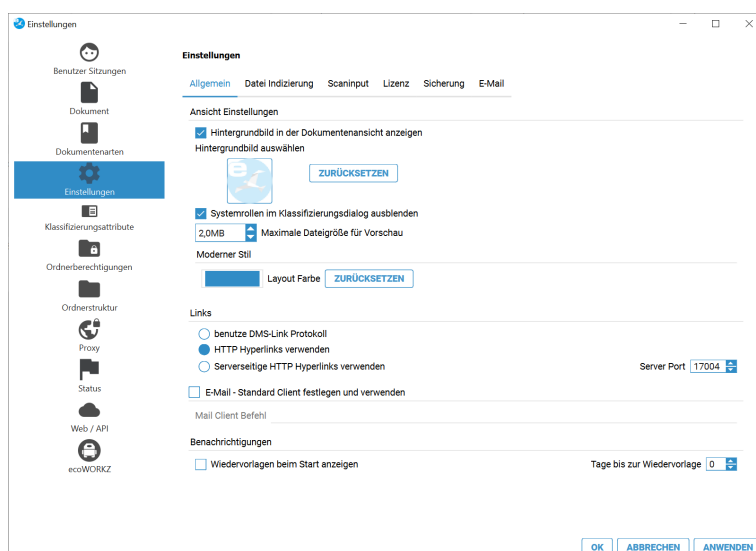 Einstellungen
Benutzer Sitzungen
Dokument
Dokumentenarten
Einstellungen
Klassifizierungsattribute
Ordnerberechtigungen
Ordnerstruktur
Proxy
Status
Web / API
ecoWORKZ
Einstellungen
Allgemein Datei Indizierung Scaninput Lizenz Sicherung E-Mail
Ansicht Einstellungen
Hintergrundbild in der Dokumentenansicht anzeigen
Hintergrundbild auswählen
ZURÜCKSETZEN
Systemrollen im Klassifizierungsdialog ausblenden
2,0MB Maximale Dateigröße für Vorschau
Moderner Stil
Layout Farbe ZURÜCKSETZEN
Links
benutze DMS-Link Protokoll
HTTP Hyperlinks verwenden
Serverseitige HTTP Hyperlinks verwenden Server Port 17004
E-Mail - Standard Client festlegen und verwenden
Mail Client Befehl
Benachrichtigungen
Wiedervorlagen beim Start anzeigen Tage bis zur Wiedervorlage 0
OK ABBRECHEN ANWENDEN